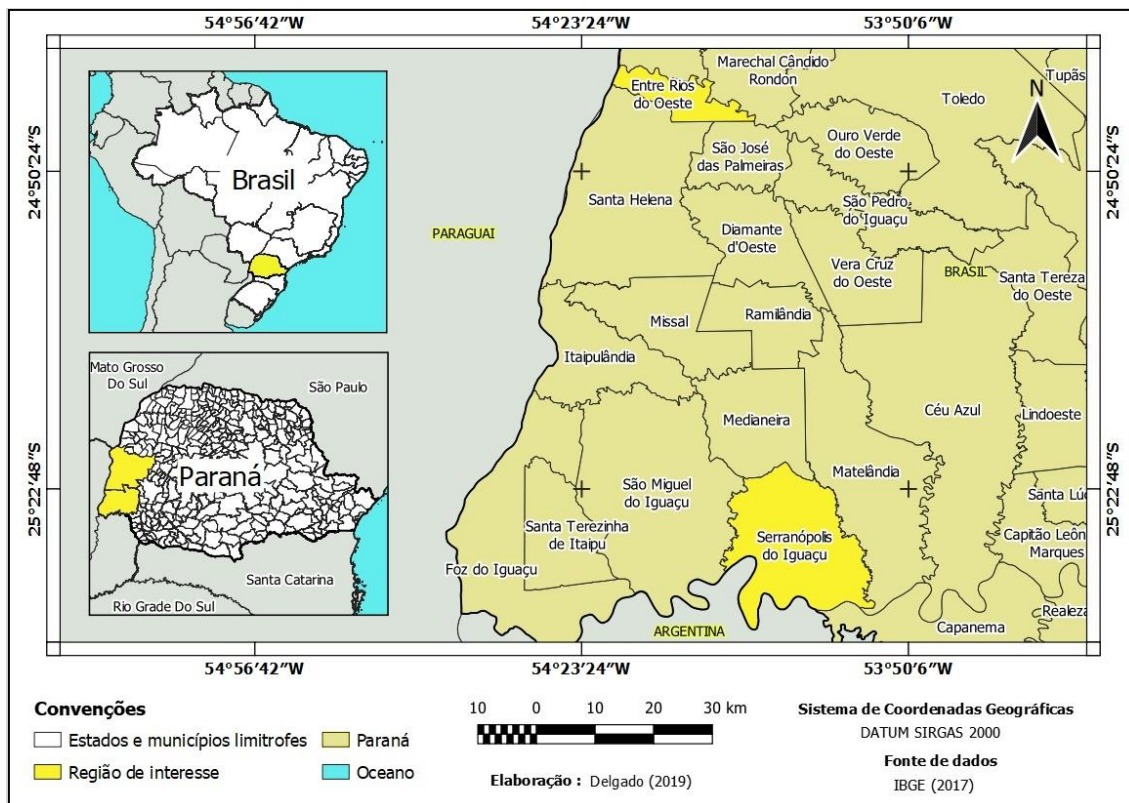 54°56'42"W
54°23'24"W
53°50'6"W
24°50'24"S
25°22'48"S
24°50'24"S
25°22'48"S
Brasil
Mato Grosso
Do Sul
São Paulo
Paraná
Santa Catarina
Rio Grade Do Sul
PARAGUAI
Entre Rios
do Oeste
Marechal Cândido
Rondon
Tupãs
Toledo
N
São José
das Palmeiras
Ouro Verde
do Oeste
Santa Helena
São Pedro
do Iguaçu
Diamante
d'Oeste
Vera Cruz
do Oeste
BRASIL
Santa Tereza
do Oeste
Missal
Ramilândia
Itaipulândia
Medianeira
Céu Azul
Lindoeste
Matelândia
São Miguel
do Iguaçu
Santa Lúc
Santa Terezinha
de Itaipu
Serranópolis
do Iguaçu
Capitão Leôn
Marques
Foz do Iguaçu
ARGENTINA
Capanema
Realeza
54°56'42"W
54°23'24"W
53°50'6"W
Convenções
Estados e municípios limitrofes
Paraná
Região de interesse
Oceano
10 0 10 20 30 km
Elaboração : Delgado (2019)
Sistema de Coordenadas Geográficas
DATUM SIRGAS 2000
Fonte de dados
IBGE (2017)